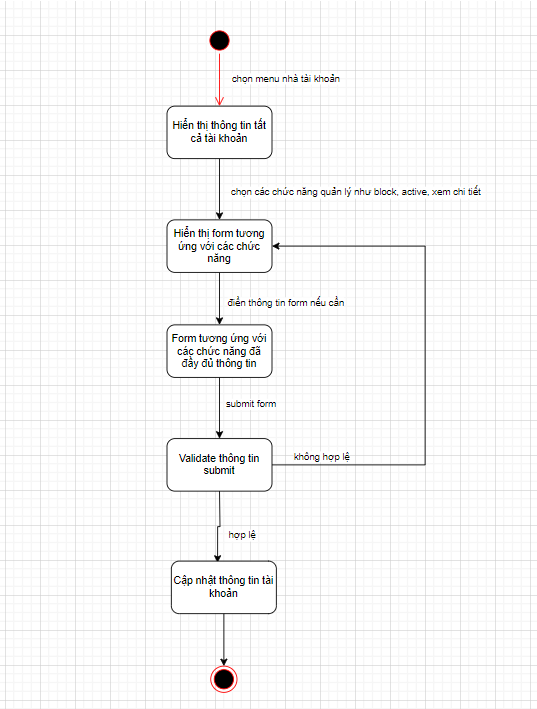 chọn menu nhà tài khoản
Hiển thị thông tin tất
cả tài khoản
chọn các chức năng quản lý như block, active, xem chi tiết
Hiển thị form tương
ứng với các chức
năng
điền thông tin form nếu cần
Form tương ứng với
các chức năng đã
đầy đủ thông tin
submit form
Validate thông tin
submit
không hợp lệ
hợp lệ
Cập nhật thông tin tài
khoản